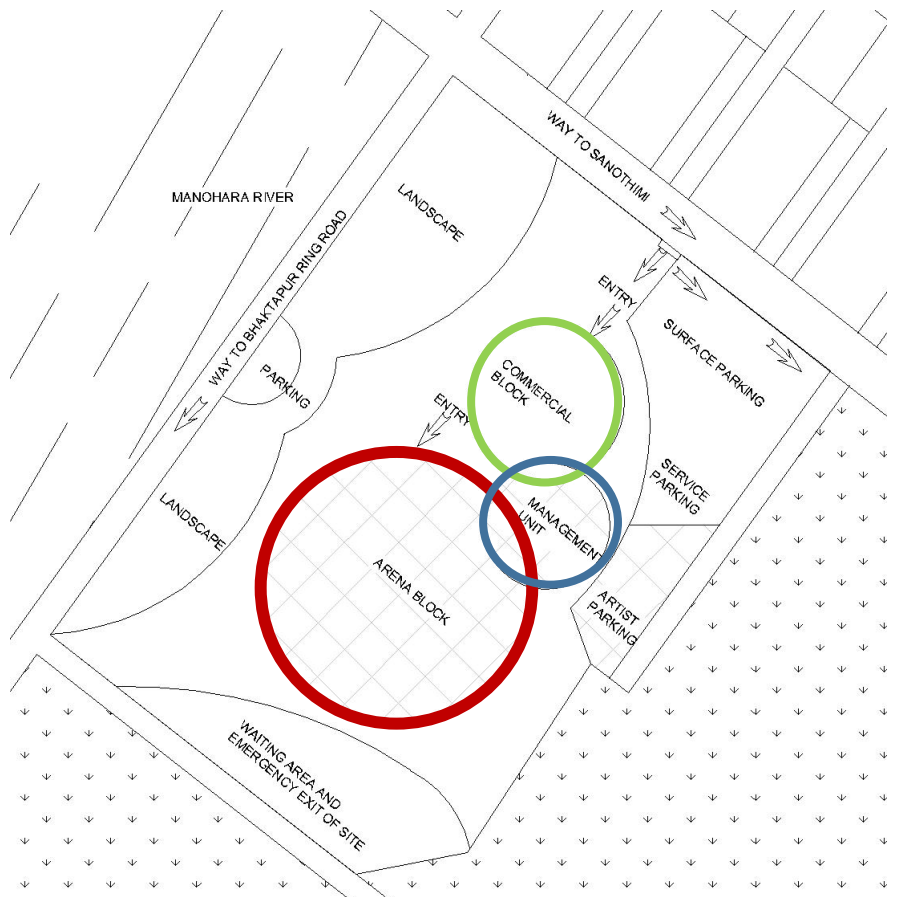 WAY TO SANOTHIMI
MANOHARA RIVER
LANDSCAPE
WAY TO BHAKTAPUR RING ROAD
ENTRY
SURFACE PARKING
PARKING
COMMERCIAL
BLOCK
ENTRY
SERVICE
PARKING
LANDSCAPE
MANAGEMENT
UNIT
ARENA BLOCK
ARTIST
PARKING
WAITING AREA AND
EMERGENCY EXIT OF SITE